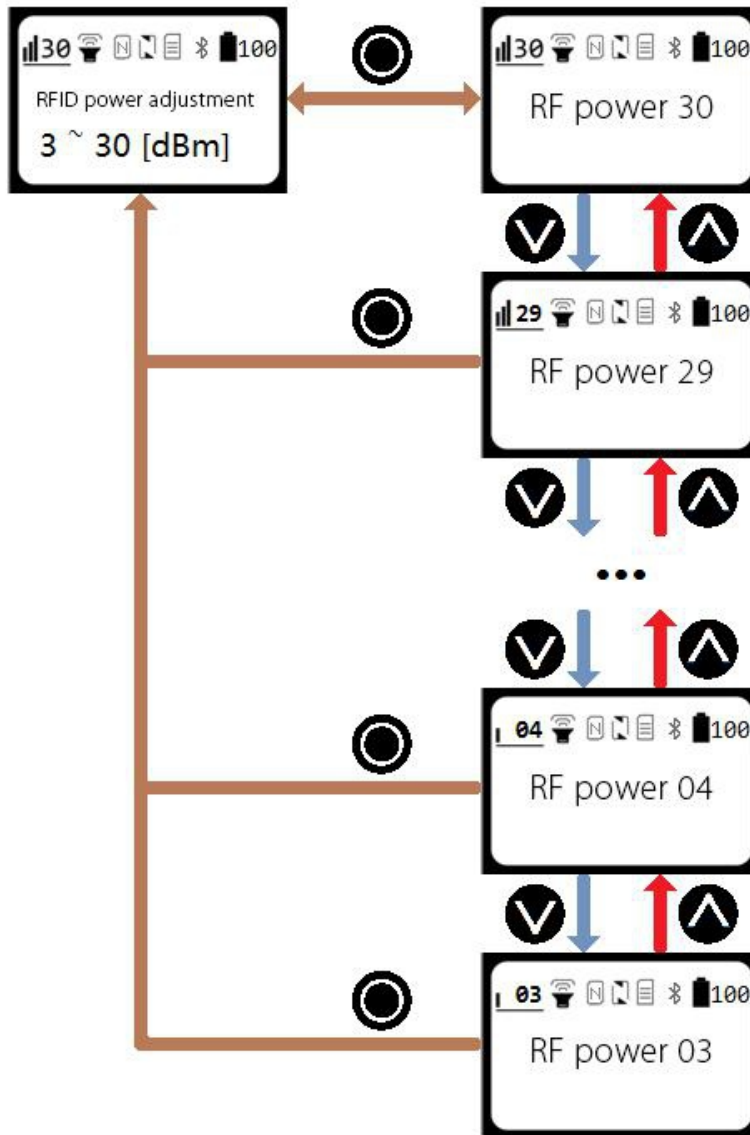 30 N 100
RFID power adjustment
3 ~ 30 [dBm]
30 N 100
RF power 30
29 N 100
RF power 29
...
04 N 100
RF power 04
03 N 100
RF power 03